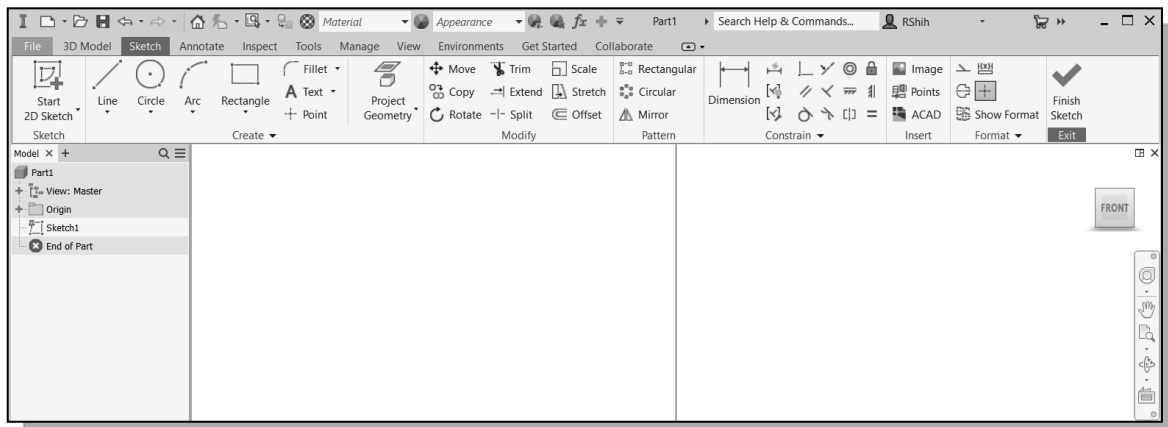 Material Appearance fx Part1 Search Help & Commands... RShih
File 3D Model Sketch Annotate Inspect Tools Manage View Environments Get Started Collaborate
Fillet Move Trim Scale Rectangular Image
Text Copy Extend Stretch Circular Points
Start 2D Sketch Line Circle Arc Rectangle Project Geometry Dimension Finish Sketch
Point Rotate Split Offset Mirror ACAD Show Format
Sketch Create Modify Pattern Constrain Insert Format Exit
Model × +
Part1
View: Master
Origin
Sketch1
End of Part
FRONT